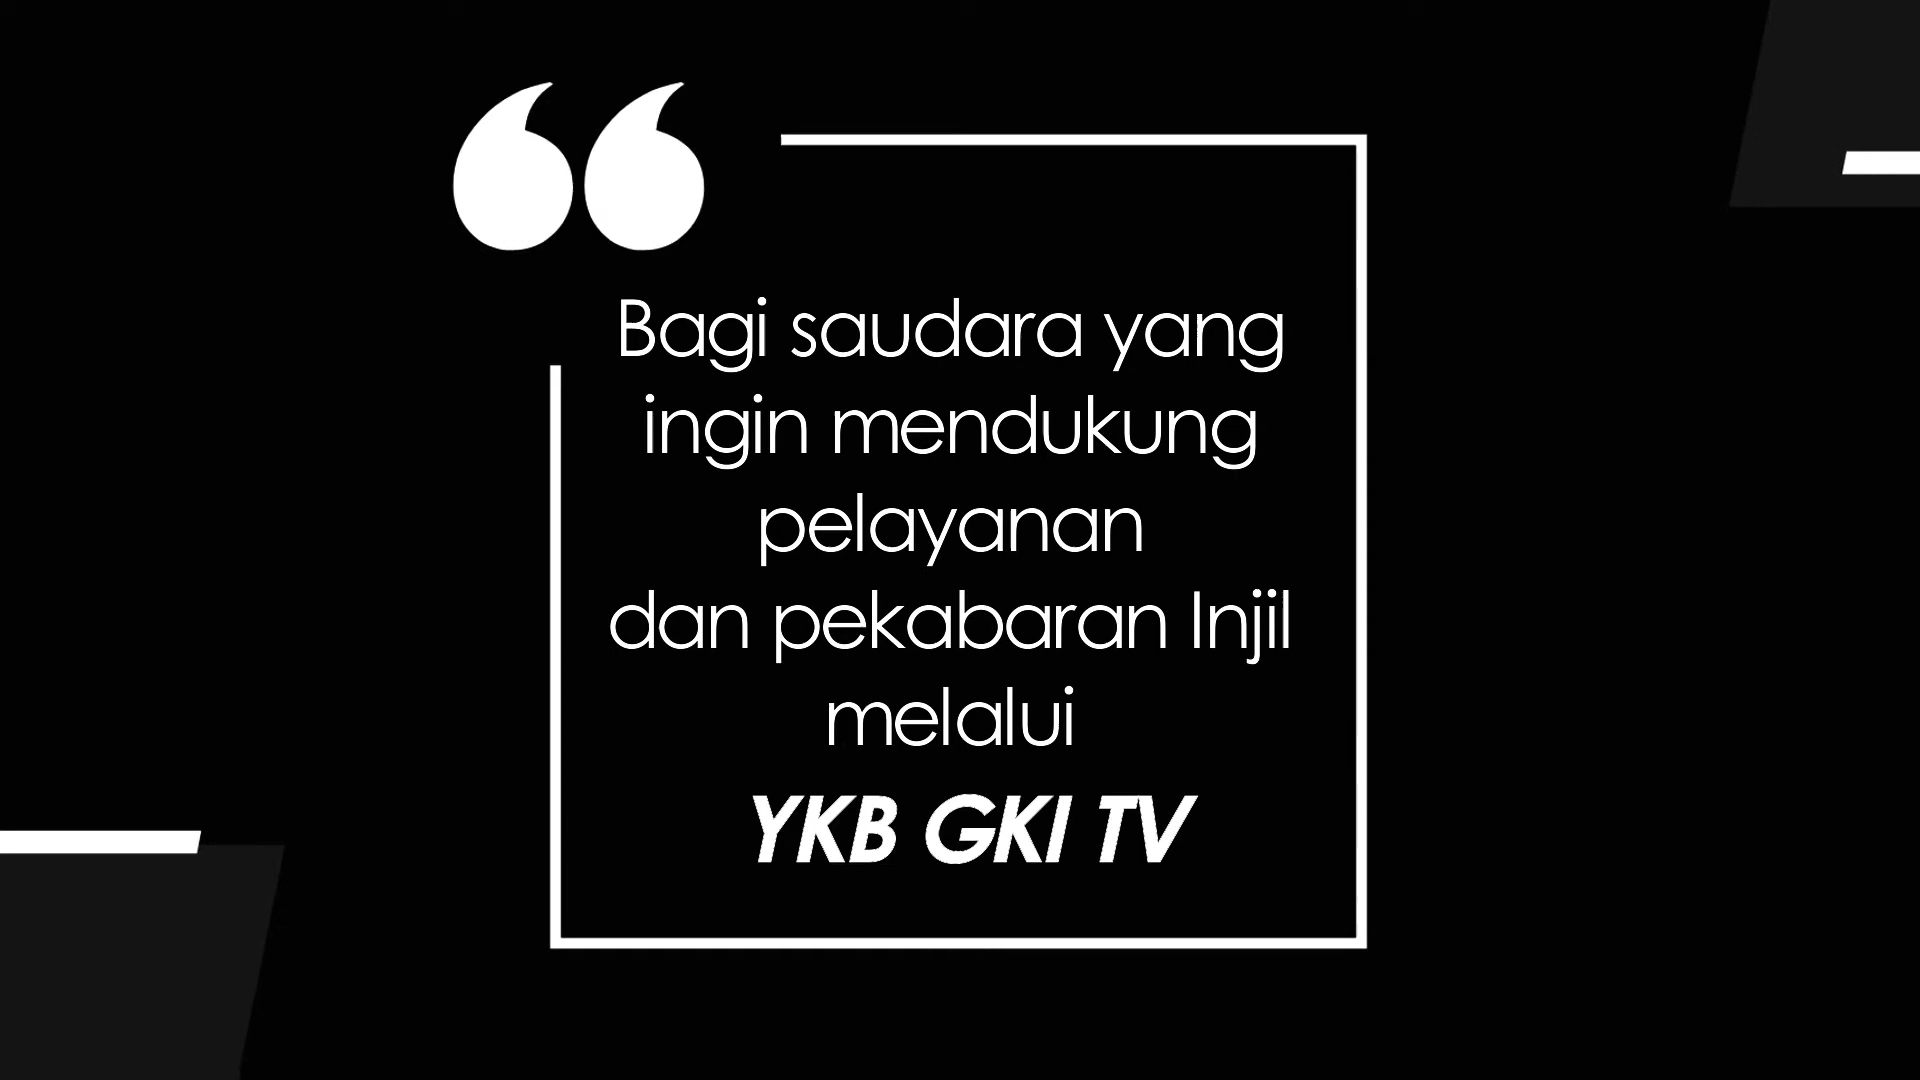 Bagi saudara yang
ingin mendukung
pelayanan
dan pekabaran Injil
melalui
YKB GKI TV